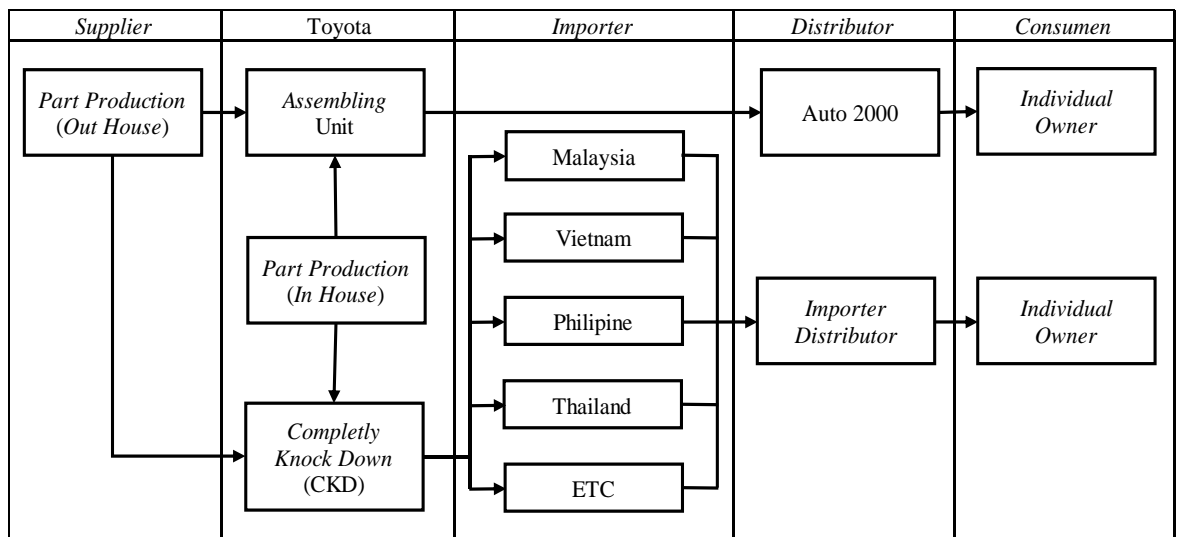 Supplier
Toyota
Importer
Distributor
Consumen
Part Production
(Out House)
Assembling
Unit
Auto 2000
Individual
Owner
Malaysia
Vietnam
Part Production
(In House)
Philipine
Importer
Distributor
Individual
Owner
Thailand
Completly
Knock Down
(CKD)
ETC